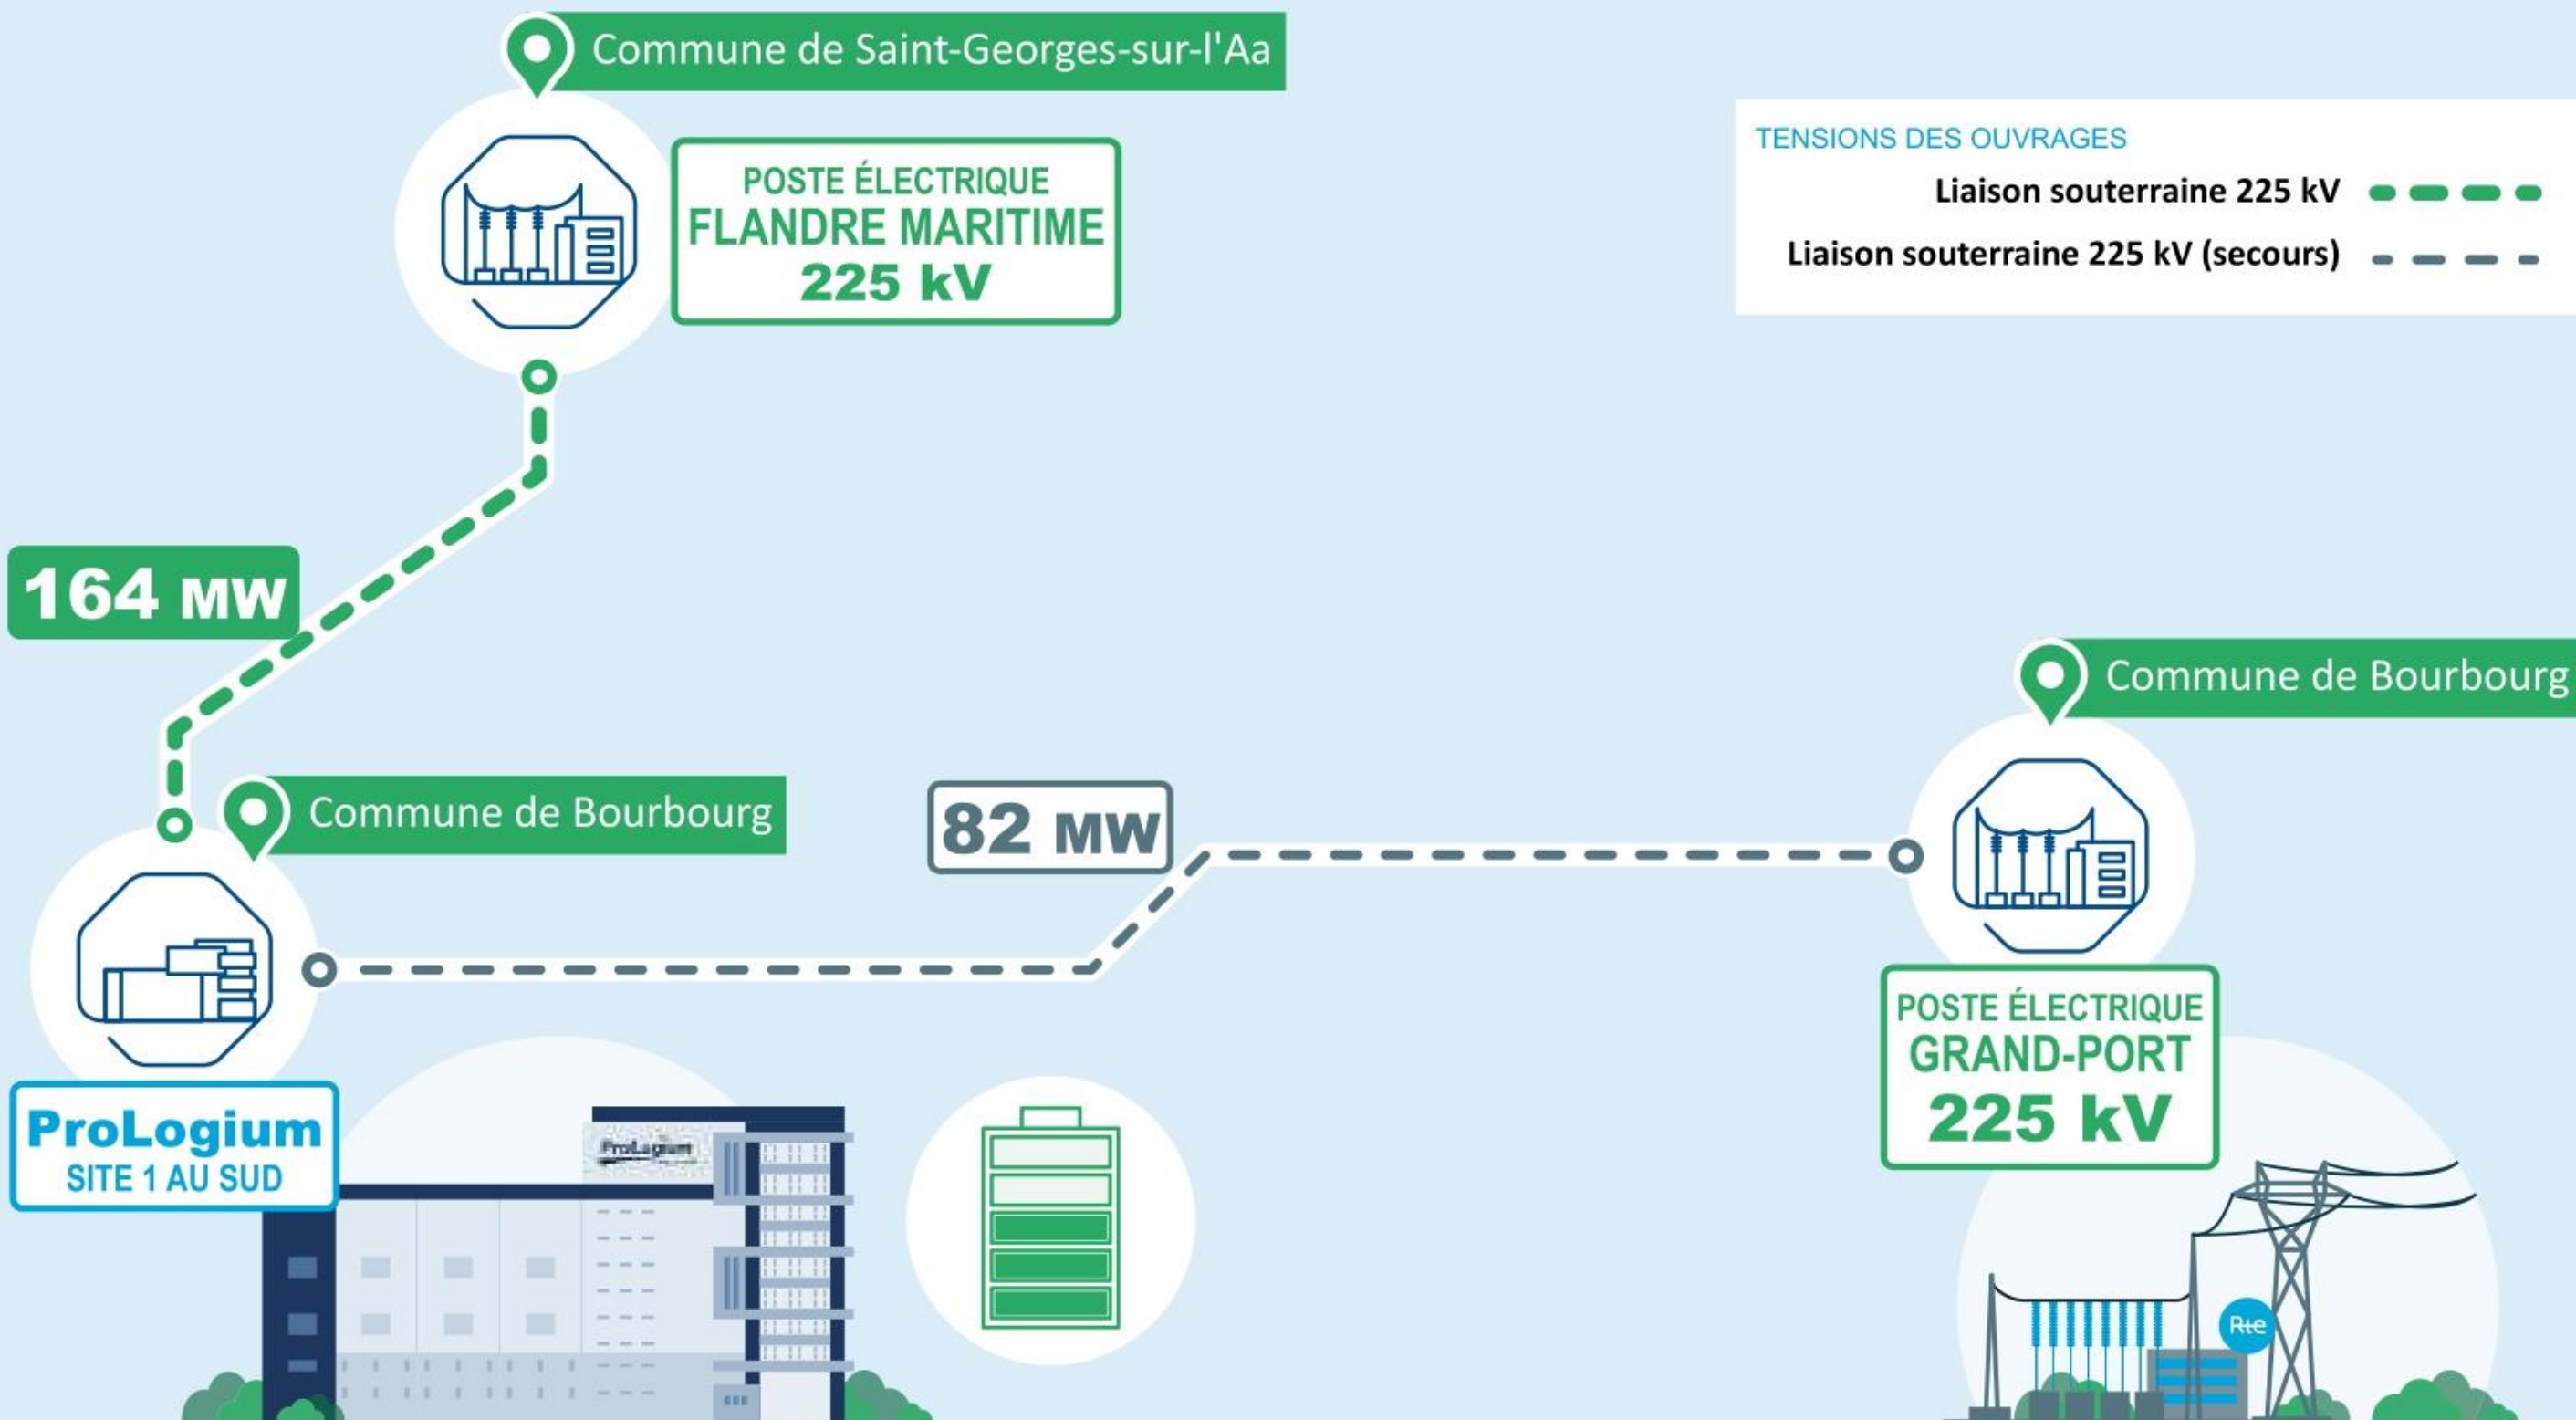 Commune de Saint-Georges-sur-l'Aa
POSTE ÉLECTRIQUE
FLANDRE MARITIME
225 kV
TENSIONS DES OUVRAGES
Liaison souterraine 225 kV
Liaison souterraine 225 kV (secours)
164 MW
Commune de Bourbourg
Commune de Bourbourg
82 MW
POSTE ÉLECTRIQUE
GRAND-PORT
225 kV
ProLogium
SITE 1 AU SUD
ProLogium
Rte